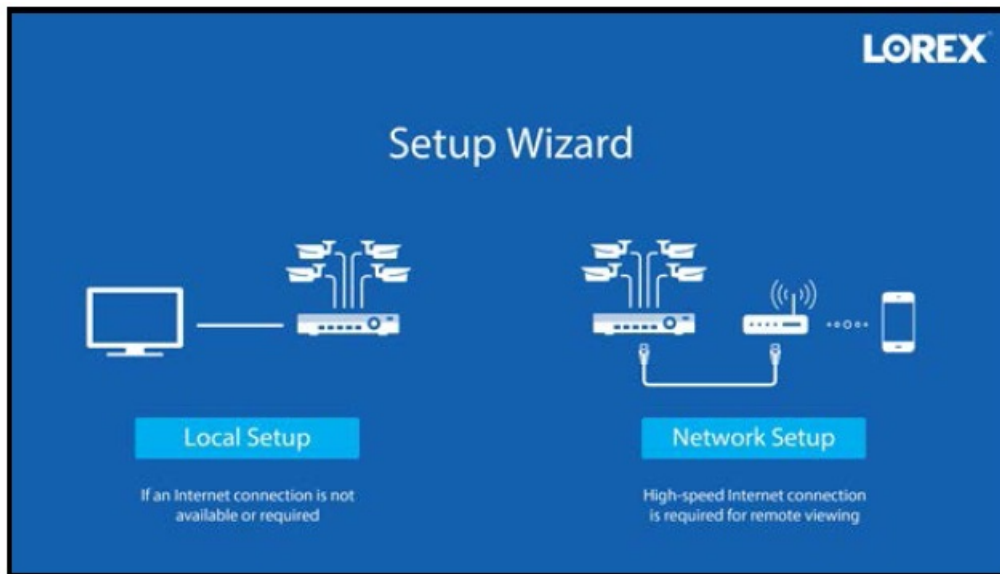 LOREX
Setup Wizard
Local Setup
If an Internet connection is not
available or required
Network Setup
High-speed Internet connection
is required for remote viewing